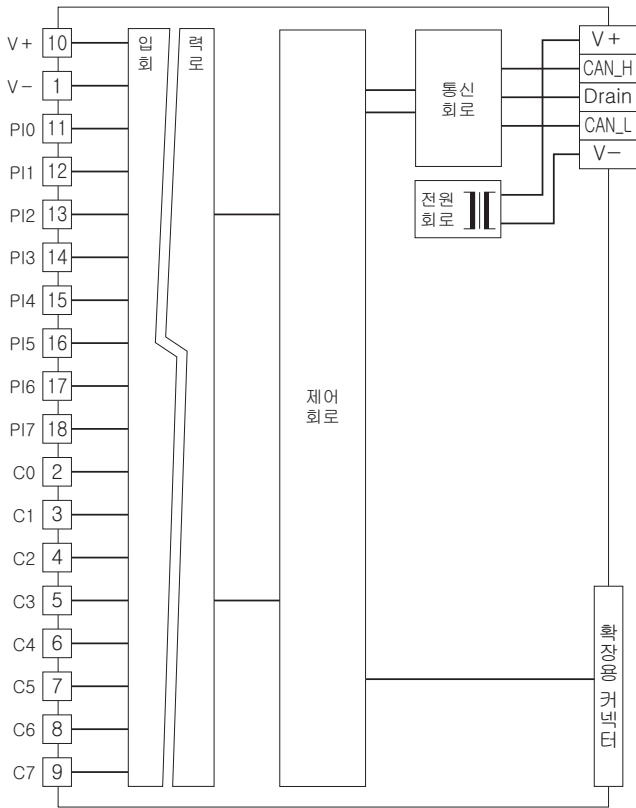 V+ 10
V- 1
PI0 11
PI1 12
PI2 13
PI3 14
PI4 15
PI5 16
PI6 17
PI7 18
C0 2
C1 3
C2 4
C3 5
C4 6
C5 7
C6 8
C7 9
입 력
회 로
제어
회로
통신
회로
전원
회로
V+
CAN_H
Drain
CAN_L
V-
확장용 커넥터